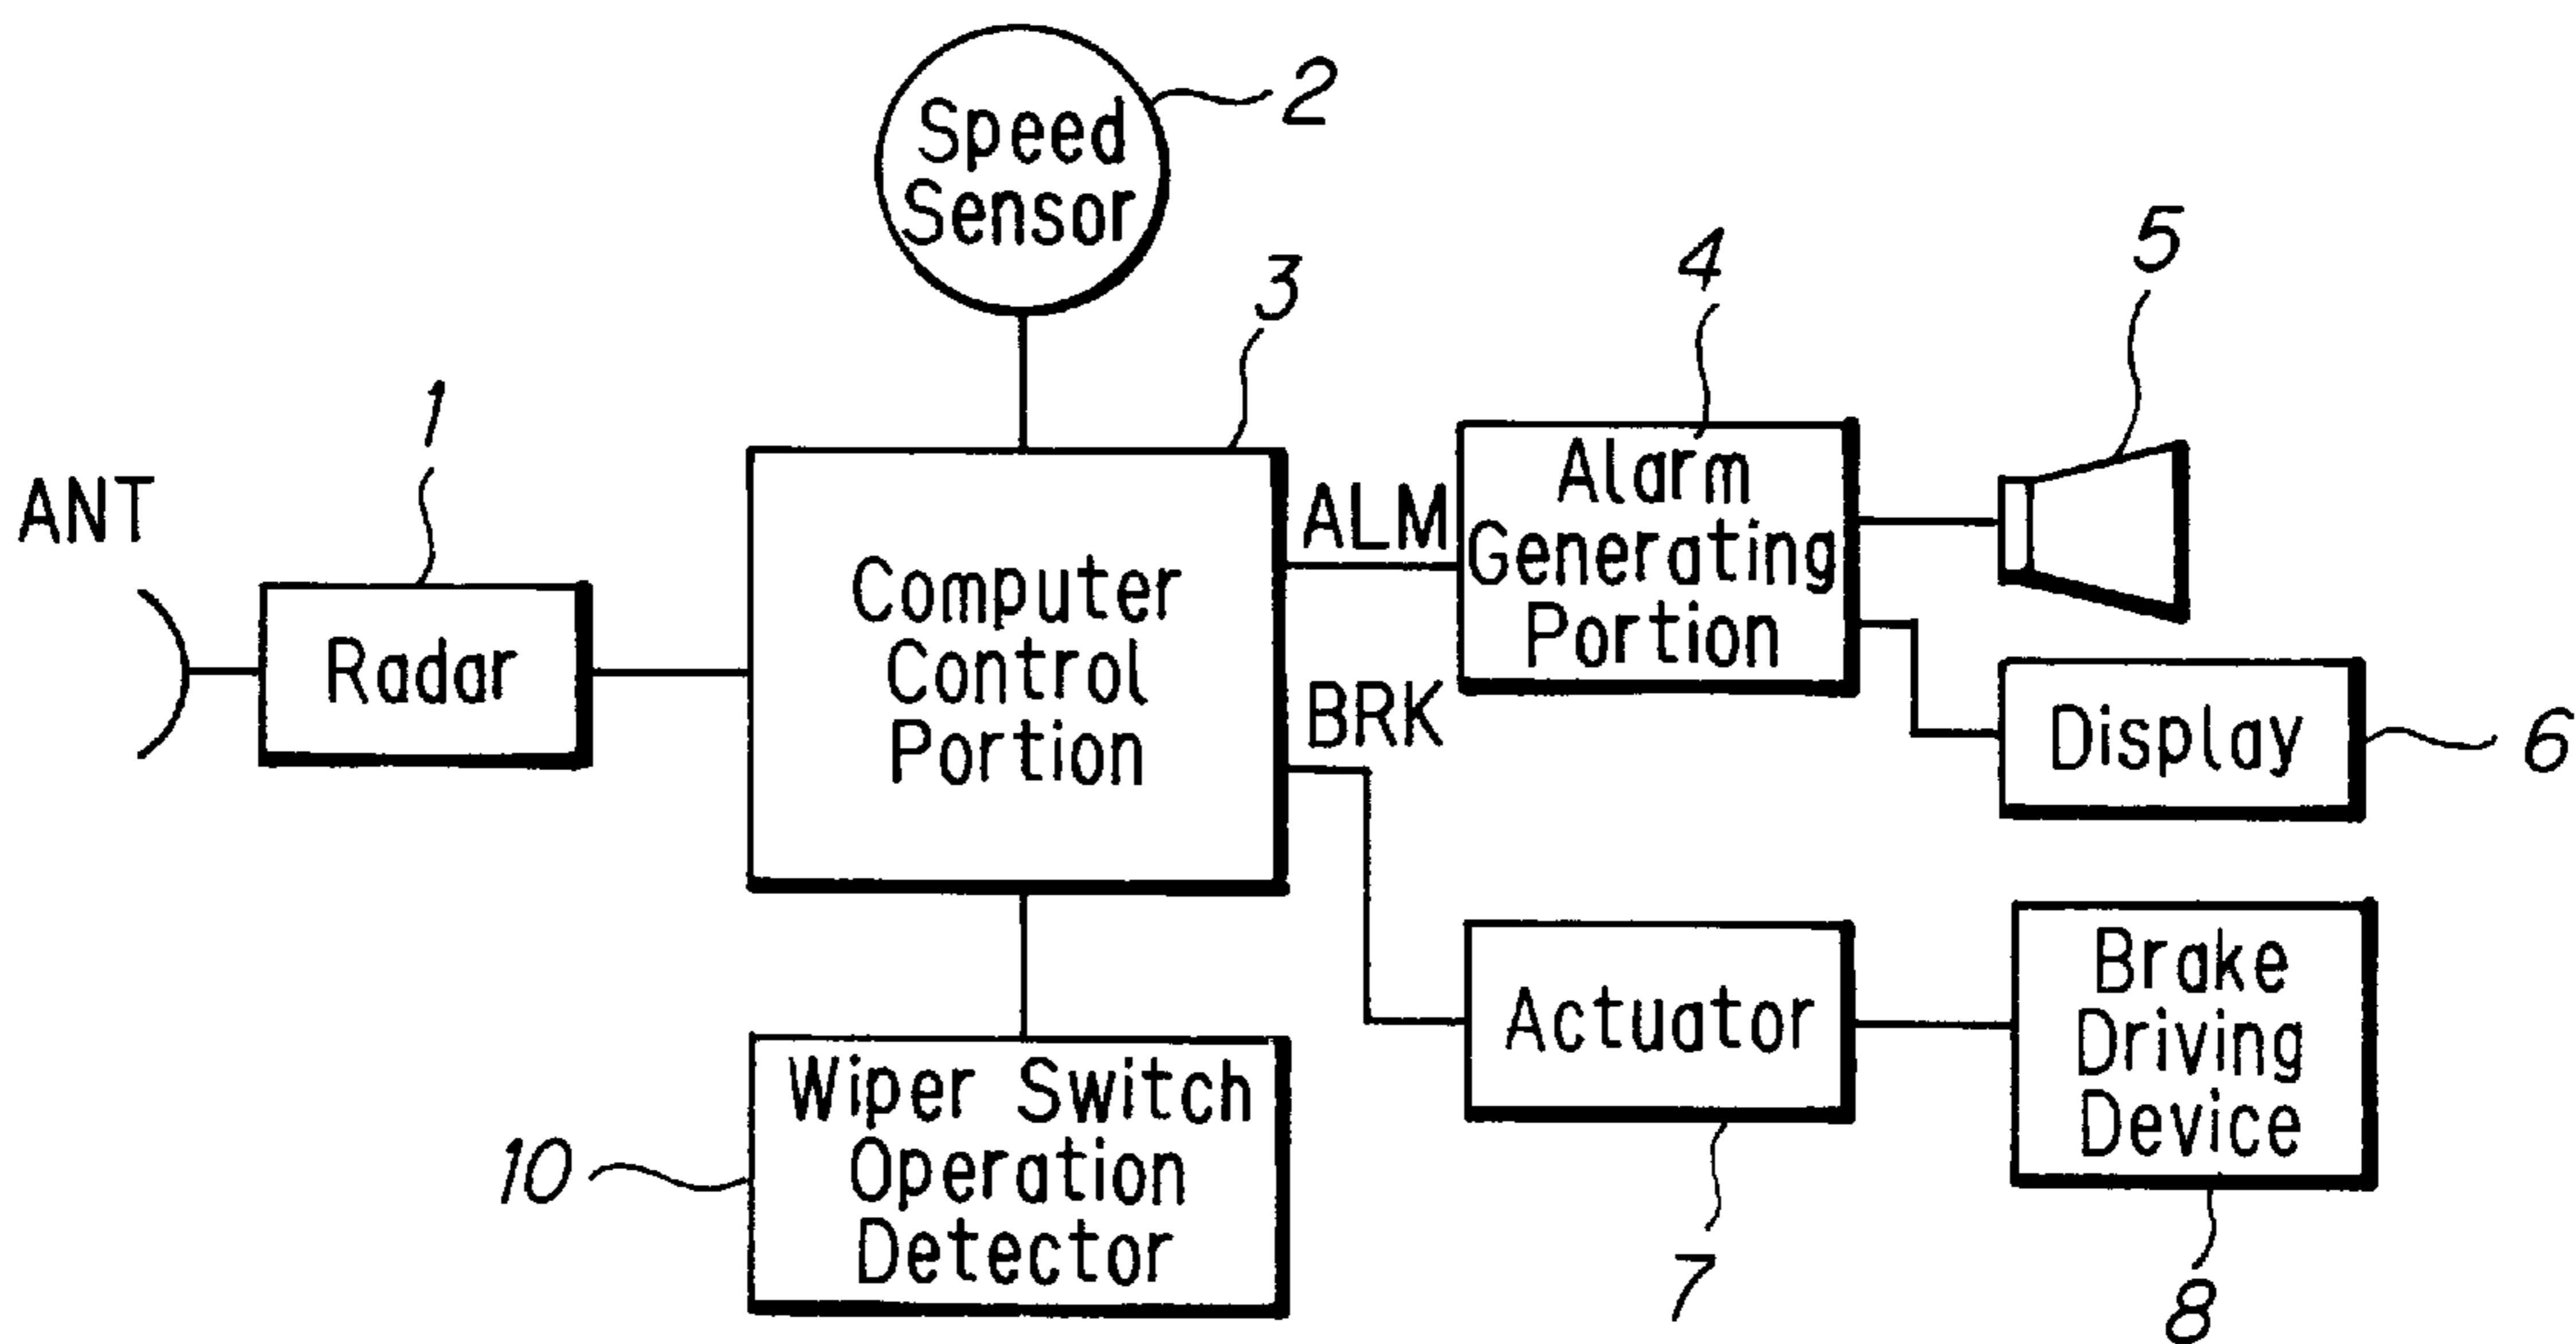 2
Speed
Sensor
3
4
5
1
ANT
Radar
Computer
Control
Portion
ALM
Alarm
Generating
Portion
BRK
Display
6
Actuator
7
Brake
Driving
Device
8
Wiper Switch
Operation
Detector
10